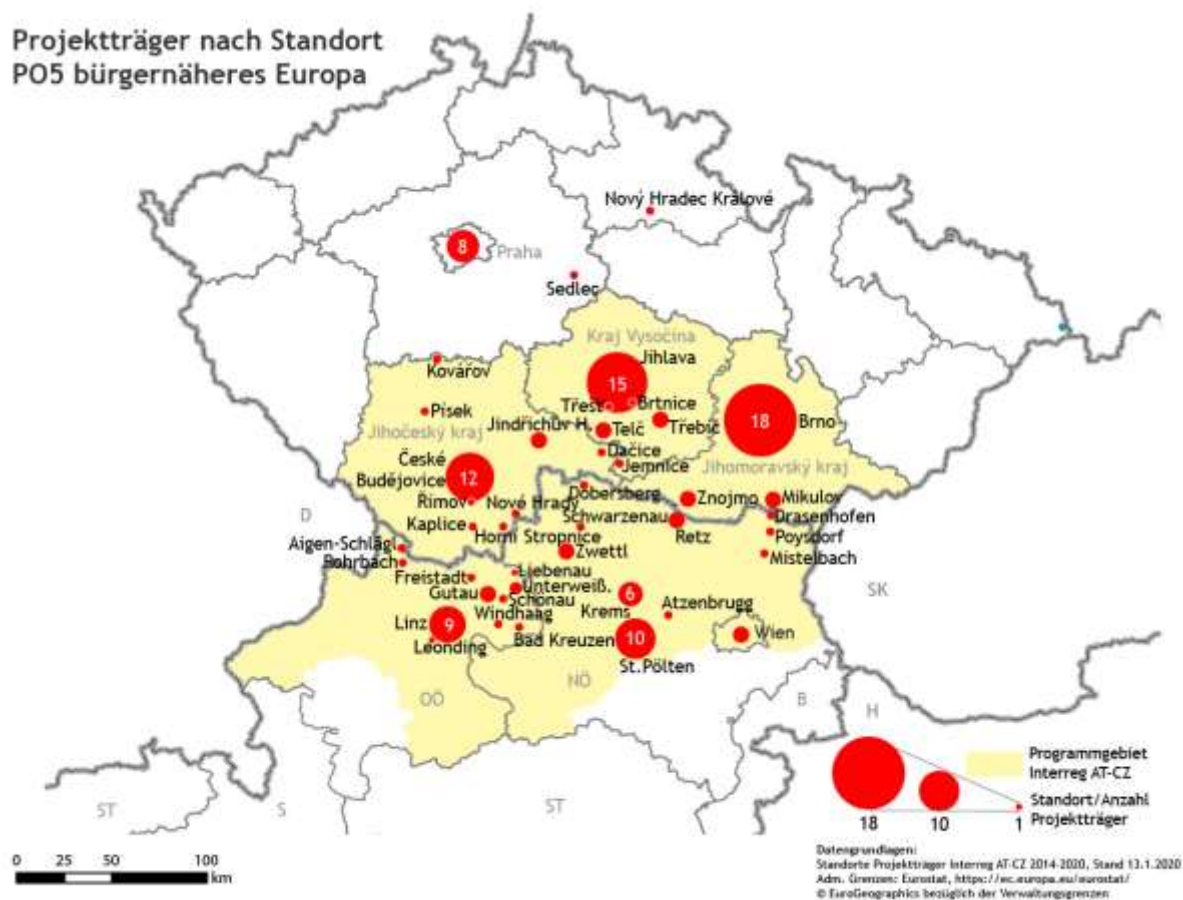 Projektträger nach Standort
PO5 bürgernäheres Europa
Nový Hradec Králové
8
Praha
Sedlec
Kraj Vysočina
Jihlava
Kovářov
15
Třešť
Brtnice
Písek
Jindřichův H.
Telč
Třebíč
18
Brno
Jihočeský kraj
Dačice
Jemnice
Jihomoravský kraj
České
Budějovice
12
Dobersberg
Znojmo
Mikulov
Římov
Nové Hrady
Schwarzenau
Drasenhofen
D
Kaplice
Horní Stropnice
Retz
Poysdorf
Aigen-Schlägl
Zwettl
Mistelbach
Rohrbach
Freistadt
Liebenau
Unterweiß.
SK
Gutau
Schönau
6
Krems
Atzenbrugg
Windhaag
Linz
9
Bad Kreuzen
10
Wien
Leonding
St.Pölten
NÖ
OÖ
B
H
ST
S
ST
Programmgebiet
Interreg AT-CZ
Standort/Anzahl
Projektträger
18
10
1
0
25
50
100
km
Datengrundlagen:
Standorte Projektträger Interreg AT-CZ 2014-2020, Stand 13.1.2020
Adm. Grenzen: Eurostat, https://ec.europa.eu/eurostat/
© EuroGeographics bezüglich der Verwaltungsgrenzen